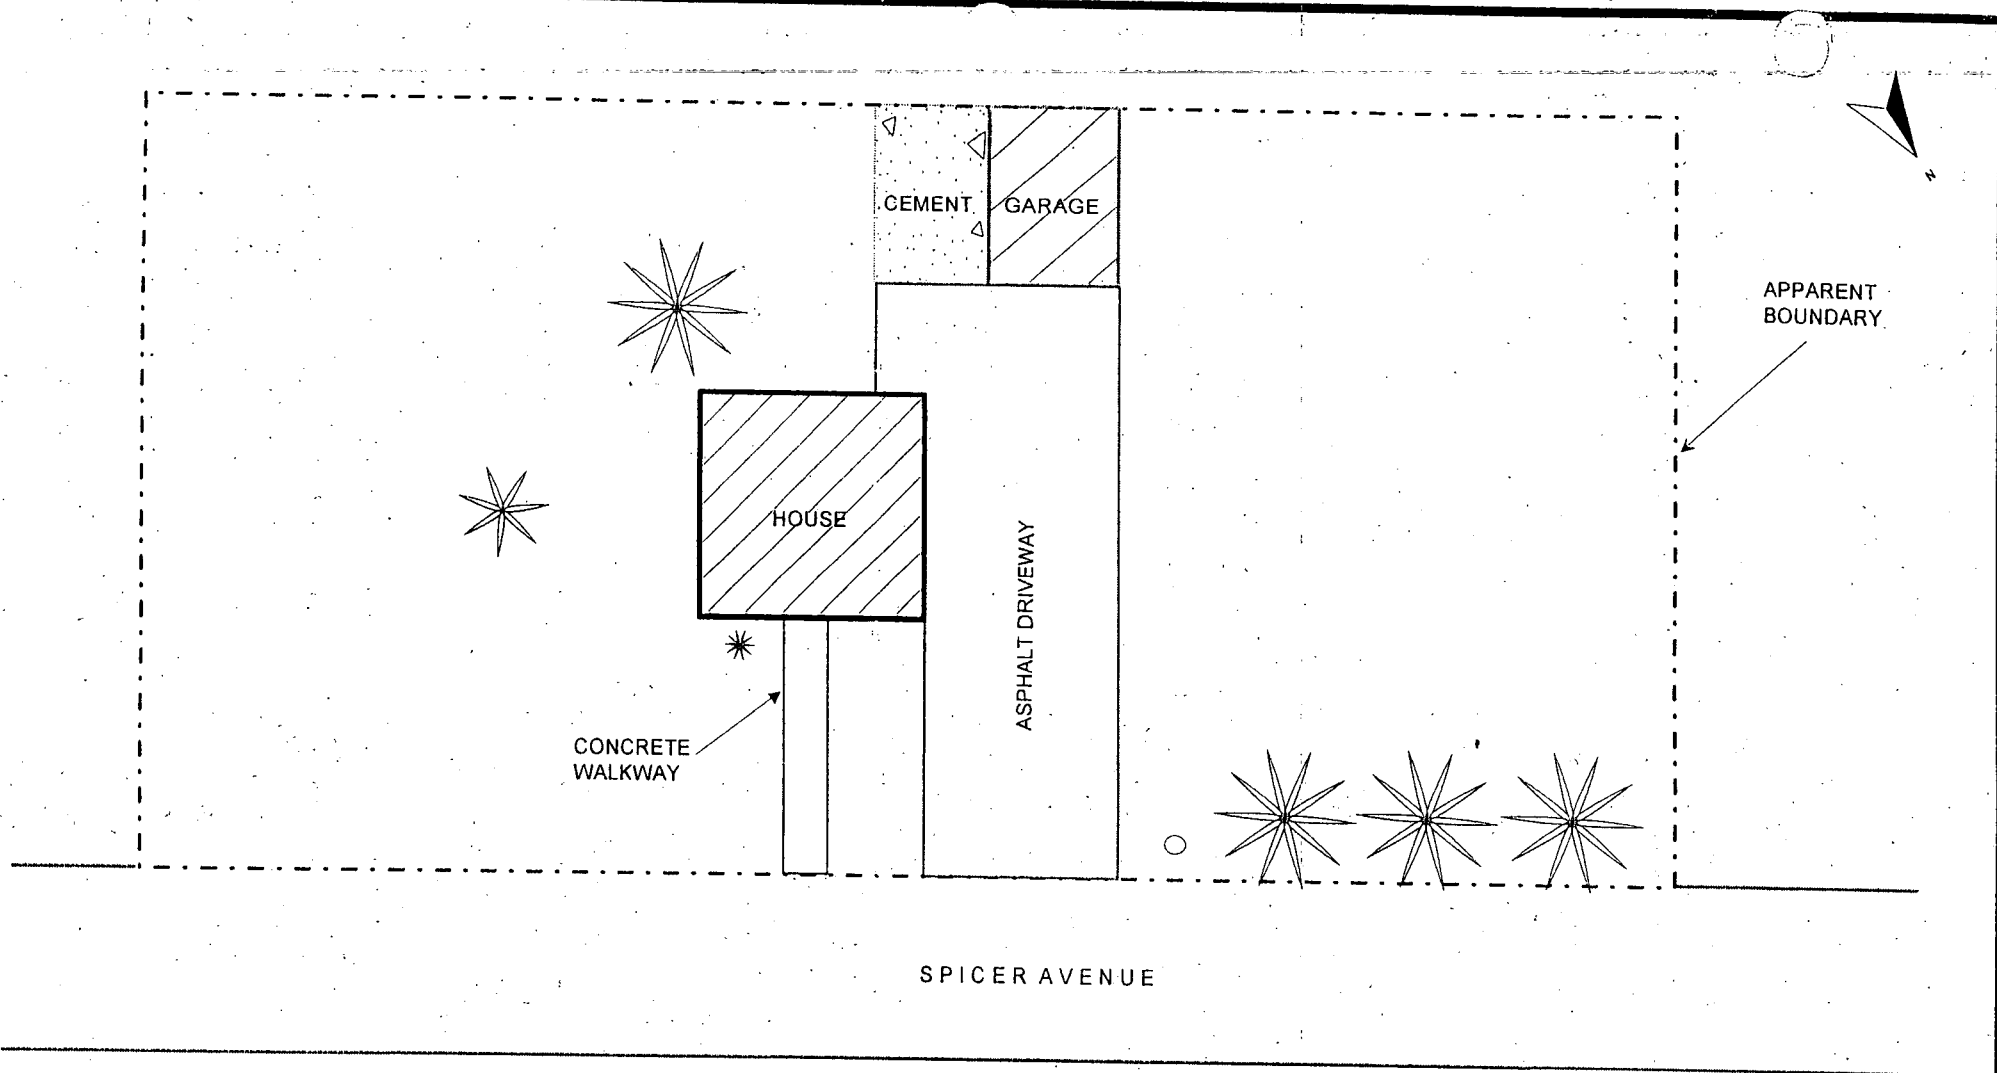 N
CEMENT
GARAGE
APPARENT
BOUNDARY
HOUSE
ASPHALT DRIVEWAY
CONCRETE
WALKWAY
SPICER AVENUE